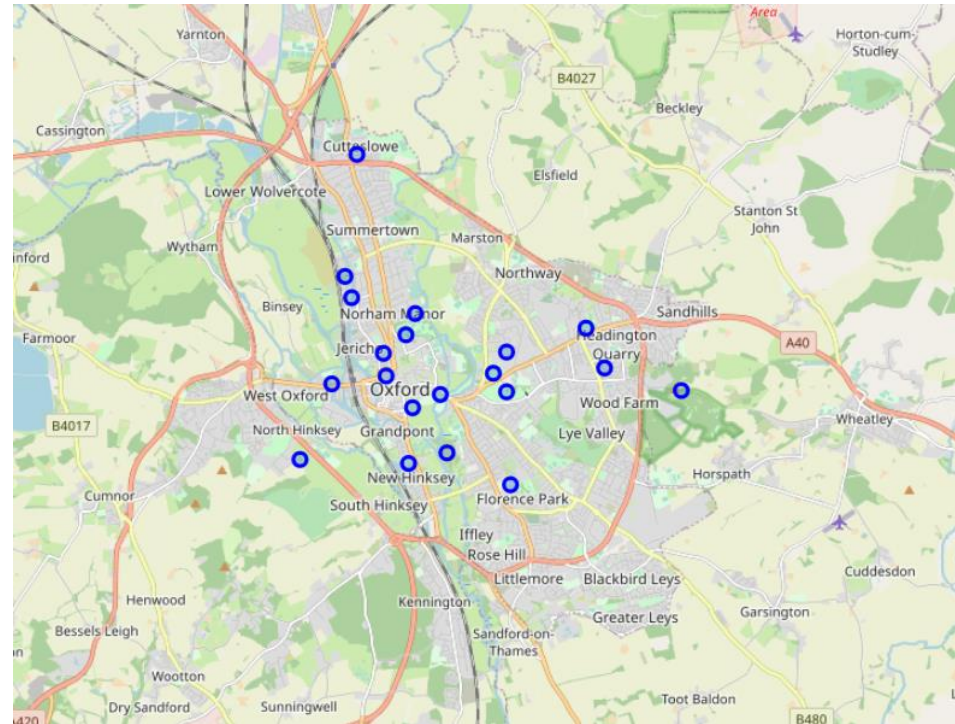 Area
Yarnton
Horton-cum-
Studley
B4027
Beckley
Cassington
Cutteslowe
Elsfield
Lower Wolvercote
Stanton St
John
Summertown
Marston
Wytham
inford
Northway
Binsey
Norham Manor
Sandhills
Farmoor
Headington
Quarry
A40
Jericho
West Oxford
Oxford
Wood Farm
Wheatley
B4017
North Hinksey
Grandpont
Lye Valley
New Hinksey
Horspath
Cumnor
South Hinksey
Florence Park
Iffley
Rose Hill
Littlemore
Blackbird Leys
Cuddesdon
Henwood
Kennington
Greater Leys
Garsington
Bessels Leigh
Sandford-on-
Thames
Wootton
Toot Baldon
Dry Sandford
Sunningwell
A420
B480